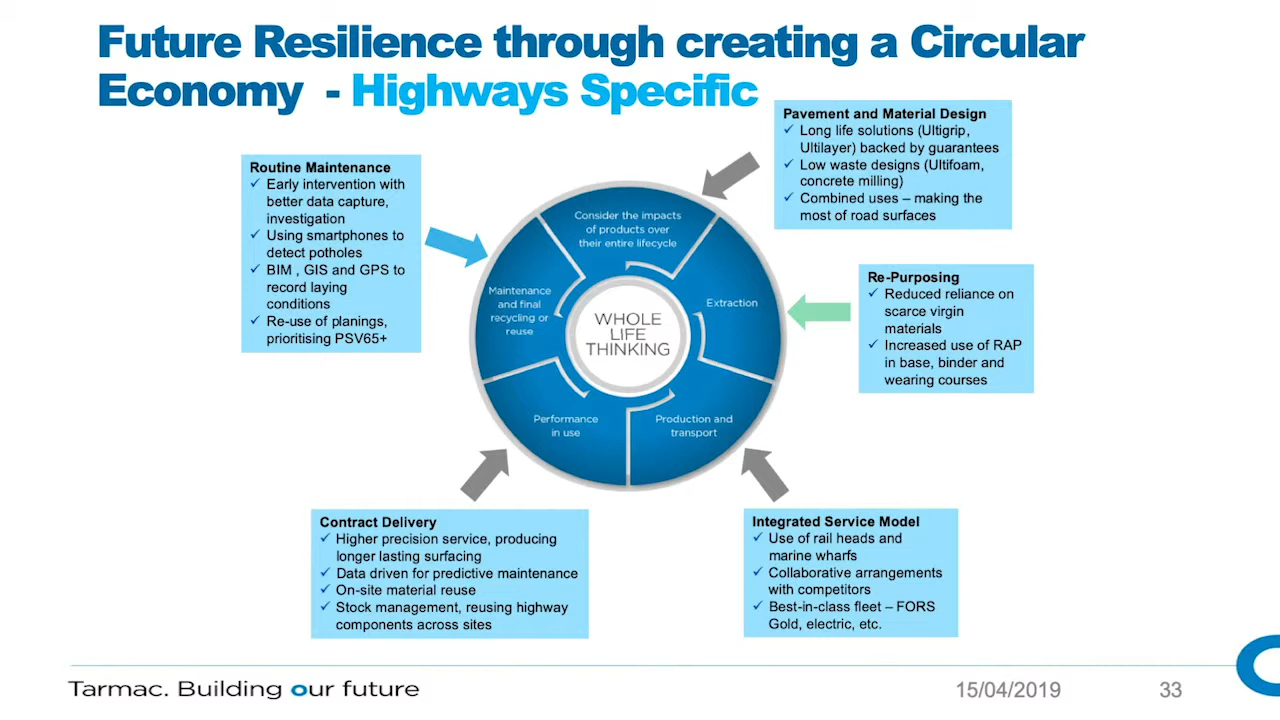 Future Resilience through creating a Circular
Economy - Highways Specific
Pavement and Material Design
✓ Long life solutions (Ultigrip,
Ultilayer) backed by guarantees
✓ Low waste designs (Ultifoam,
concrete milling)
✓ Combined uses – making the
most of road surfaces
Routine Maintenance
✓ Early intervention with
better data capture,
investigation
✓ Using smartphones to
detect potholes
✓ BIM , GIS and GPS to
record laying
conditions
✓ Re-use of planings,
prioritising PSV65+
Consider the impacts
of products over
their entire lifecycle
Extraction
Production and
transport
Performance
in use
Maintenance
and final
recycling or
reuse
WHOLE
LIFE
THINKING
Re-Purposing
✓ Reduced reliance on
scarce virgin
materials
✓ Increased use of RAP
in base, binder and
wearing courses
Contract Delivery
✓ Higher precision service, producing
longer lasting surfacing
✓ Data driven for predictive maintenance
✓ On-site material reuse
✓ Stock management, reusing highway
components across sites
Integrated Service Model
✓ Use of rail heads and
marine wharfs
✓ Collaborative arrangements
with competitors
✓ Best-in-class fleet – FORS
Gold, electric, etc.
Tarmac. Building our future
15/04/2019
33